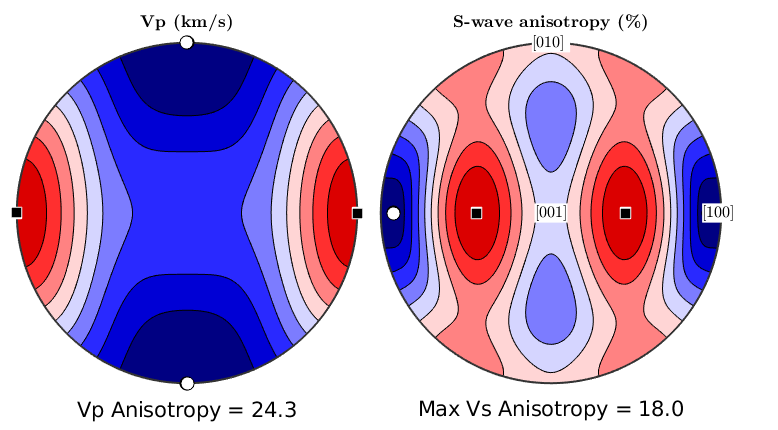 Vp (km/s)
S-wave anisotropy (%)
[010]
[001]
[100]
Vp Anisotropy = 24.3
Max Vs Anisotropy = 18.0